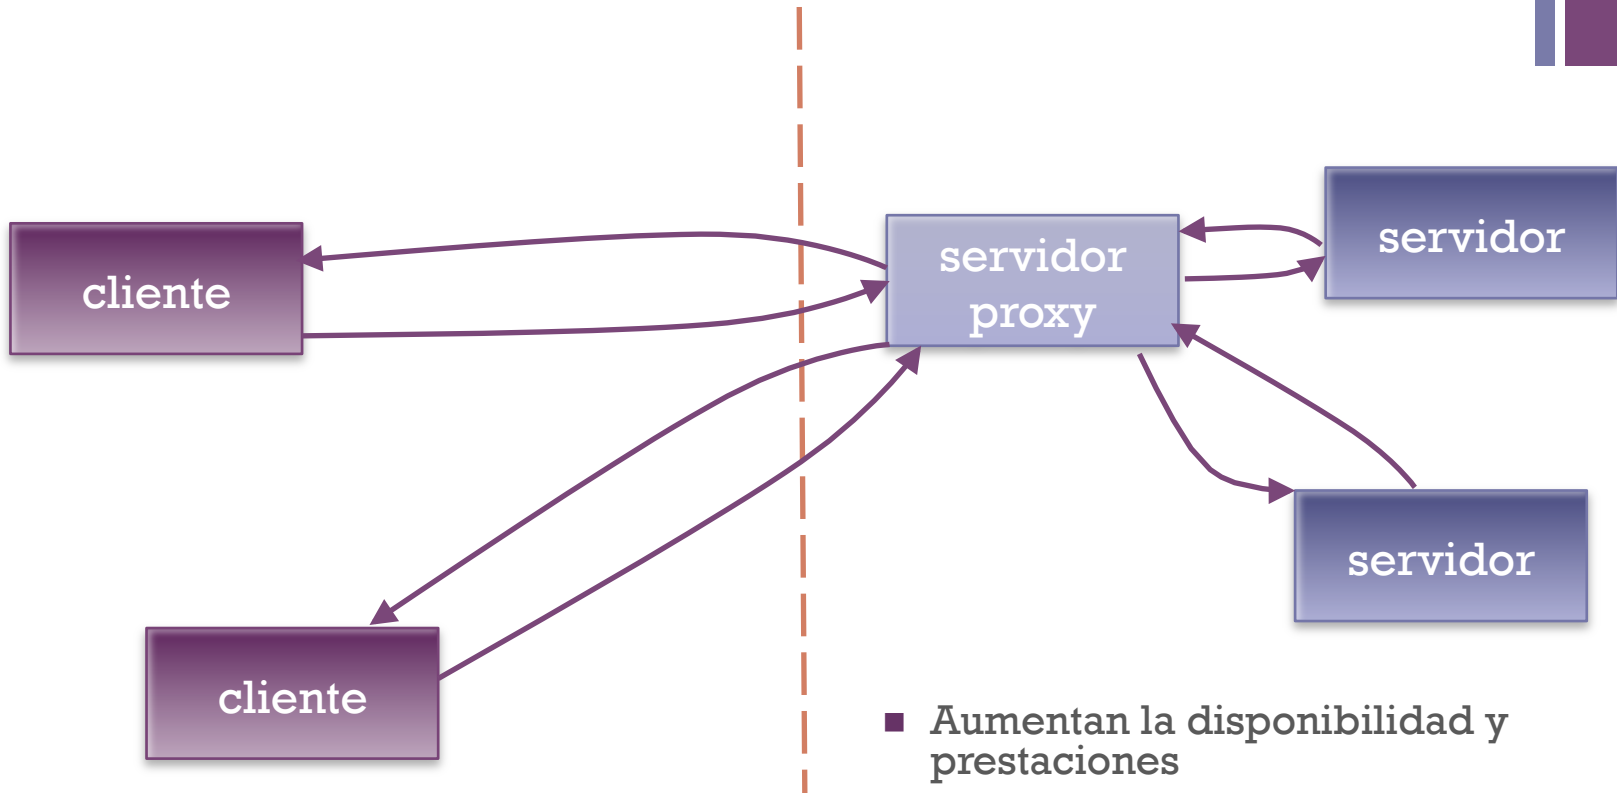 servidor
cliente
servidor
proxy
servidor
cliente
Aumentan la disponibilidad y
prestaciones